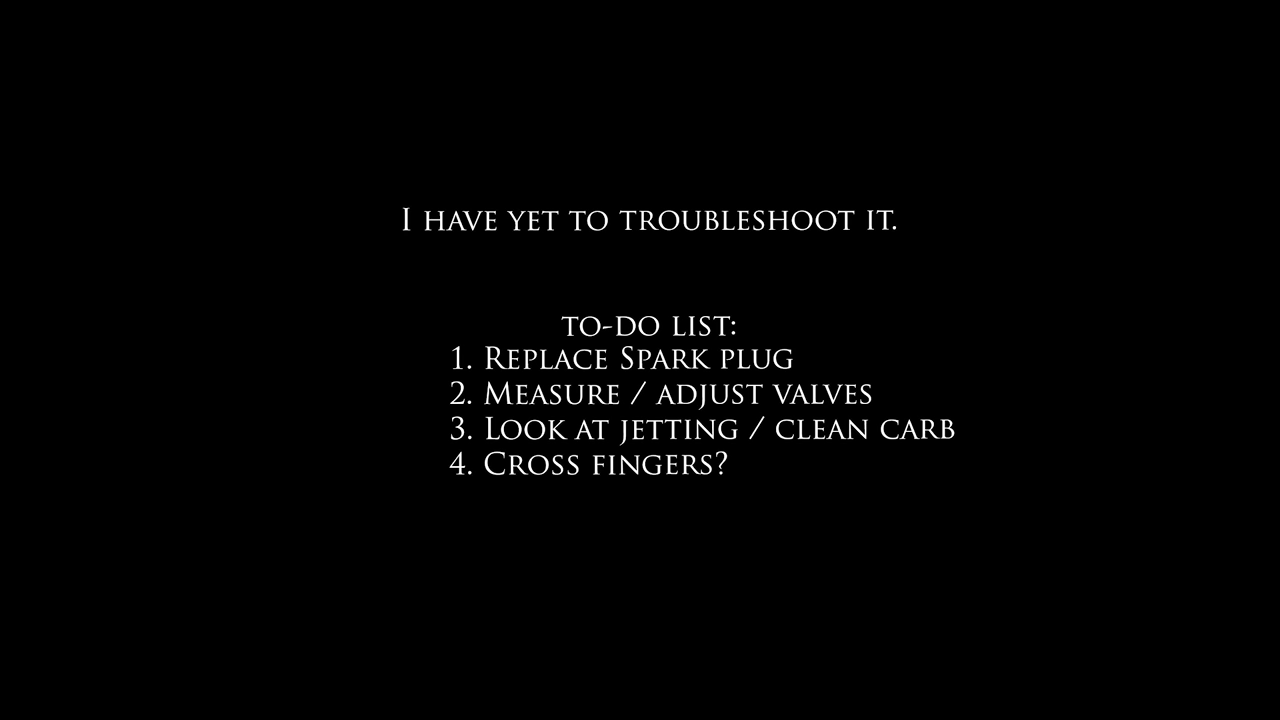 I have yet to troubleshoot it.
to-do list:
1. Replace Spark plug
2. Measure / adjust valves
3. Look at jetting / clean carb
4. Cross fingers?